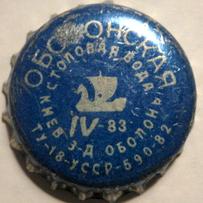 ОБОЛОНСКАЯ
СТОЛОВАЯ ВОДА
IV-83
КИЕВ З-Д ОБОЛОНЬ
ТУ-18-УССР-590-82